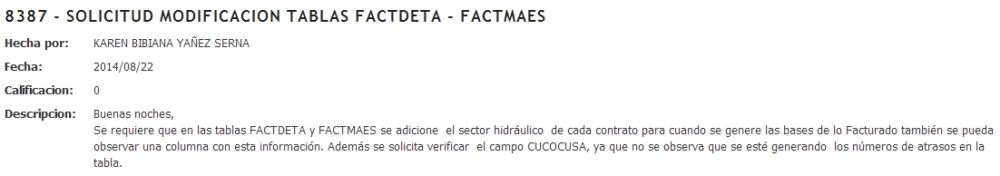 8387 - SOLICITUD MODIFICACION TABLAS FACTDETA - FACTMAES
Hecha por: KAREN BIBIANA YAÑEZ SERNA
Fecha: 2014/08/22
Calificacion: 0
Descripcion: Buenas noches,
Se requiere que en las tablas FACTDETA y FACTMAES se adicione el sector hidráulico de cada contrato para cuando se genere las bases de lo Facturado también se pueda
observar una columna con esta información. Además se solicita verificar el campo CUCOCUSA, ya que no se observa que se esté generando los números de atrasos en la
tabla.